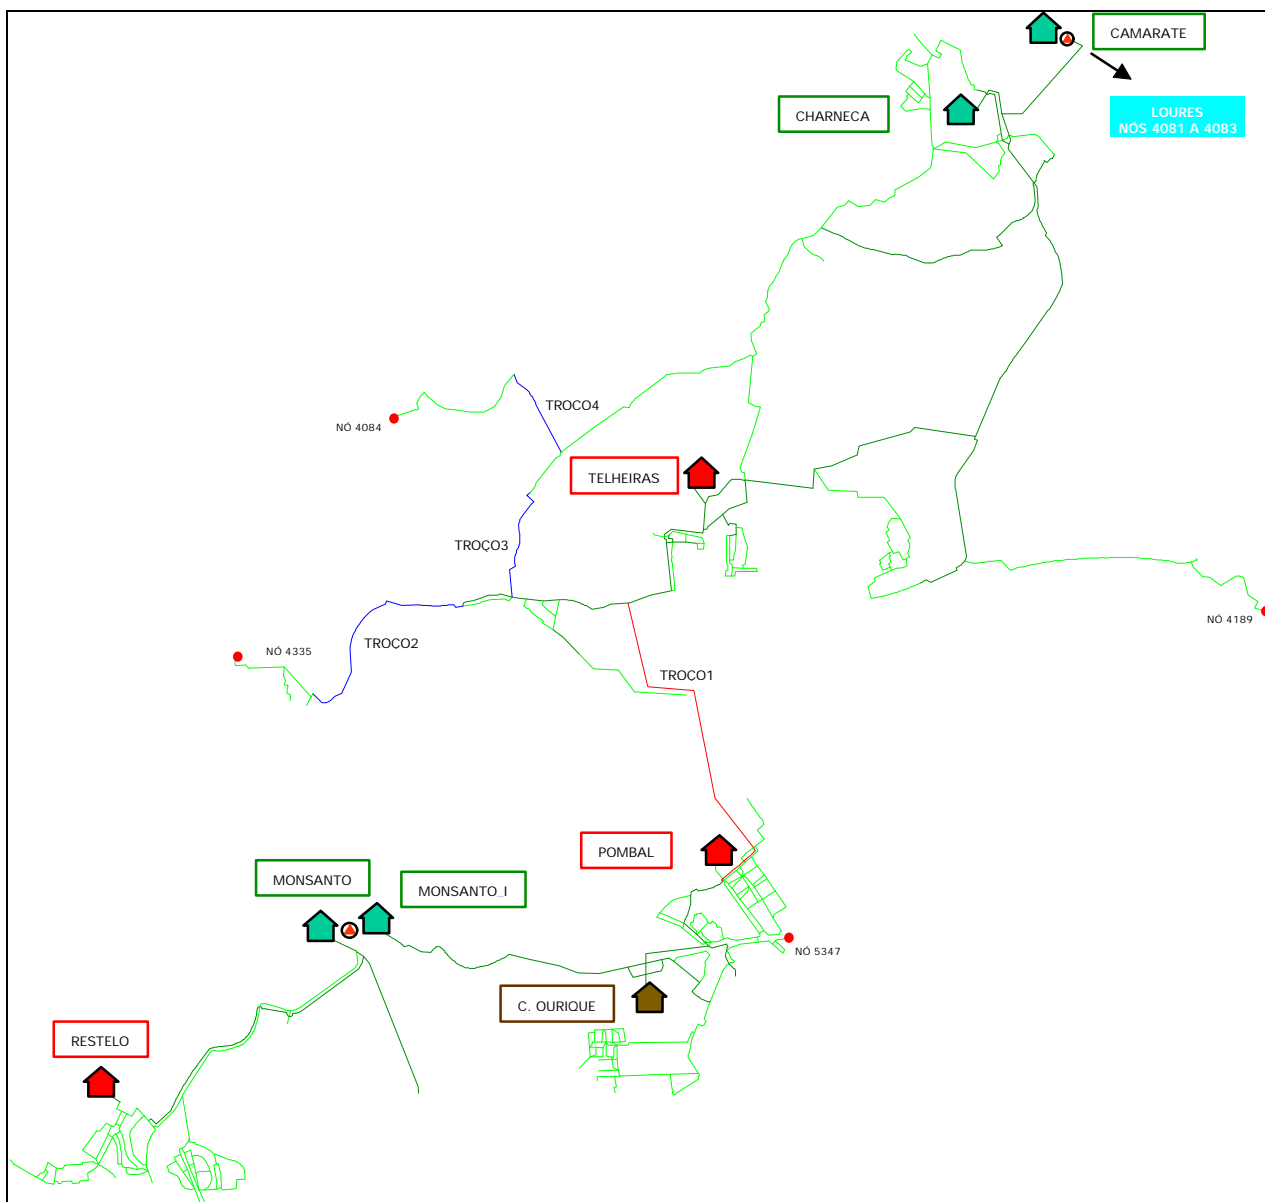 CAMARATE
CHARNECA
LOURES
NÓS 4081 A 4083
TROÇO4
NÓ 4084
TELHEIRAS
TROÇO3
NÓ 4189
TROÇO2
NÓ 4335
TROÇO1
POMBAL
MONSANTO
MONSANTO_I
NÓ 5347
C. OURIQUE
RESTELO